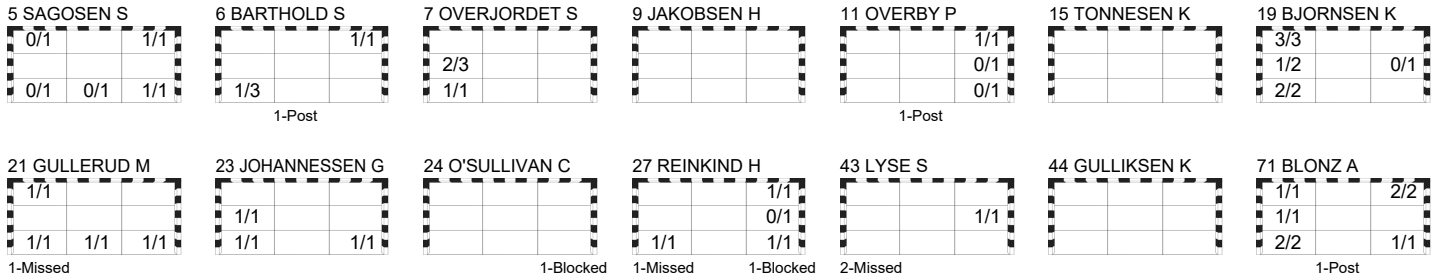 5 SAGOSEN S 6 BARTHOLD S 7 OVERJORDET S 9 JAKOBSEN H 11 OVERBY P 15 TONNESEN K 19 BJORNSEN K
0/1 1/1 1/1 1/1 3/3
2/3 0/1 1/2 0/1
0/1 0/1 1/1 1/3 1/1 0/1 2/2
1-Post 1-Post
21 GULLERUD M 23 JOHANNESSEN G 24 O'SULLIVAN C 27 REINKIND H 43 LYSE S 44 GULLIKSEN K 71 BLONZ A
1/1 1/1 1/1 2/2
1/1 0/1 1/1 1/1
1/1 1/1 1/1 1/1 1/1 1/1 1/1 2/2 1/1
1-Missed 1-Blocked 1-Missed 1-Blocked 2-Missed 1-Post